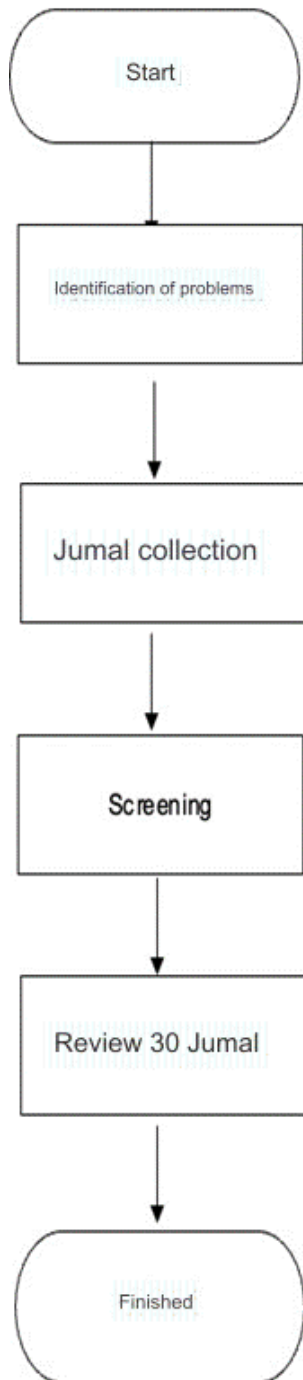 Start
Identification of problems
Jumal collection
Screening
Review 30 Jumal
Finished